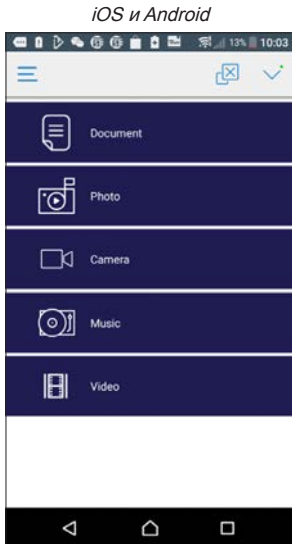 iOS и Android
13% 10:03
Document
Photo
Camera
Music
Video